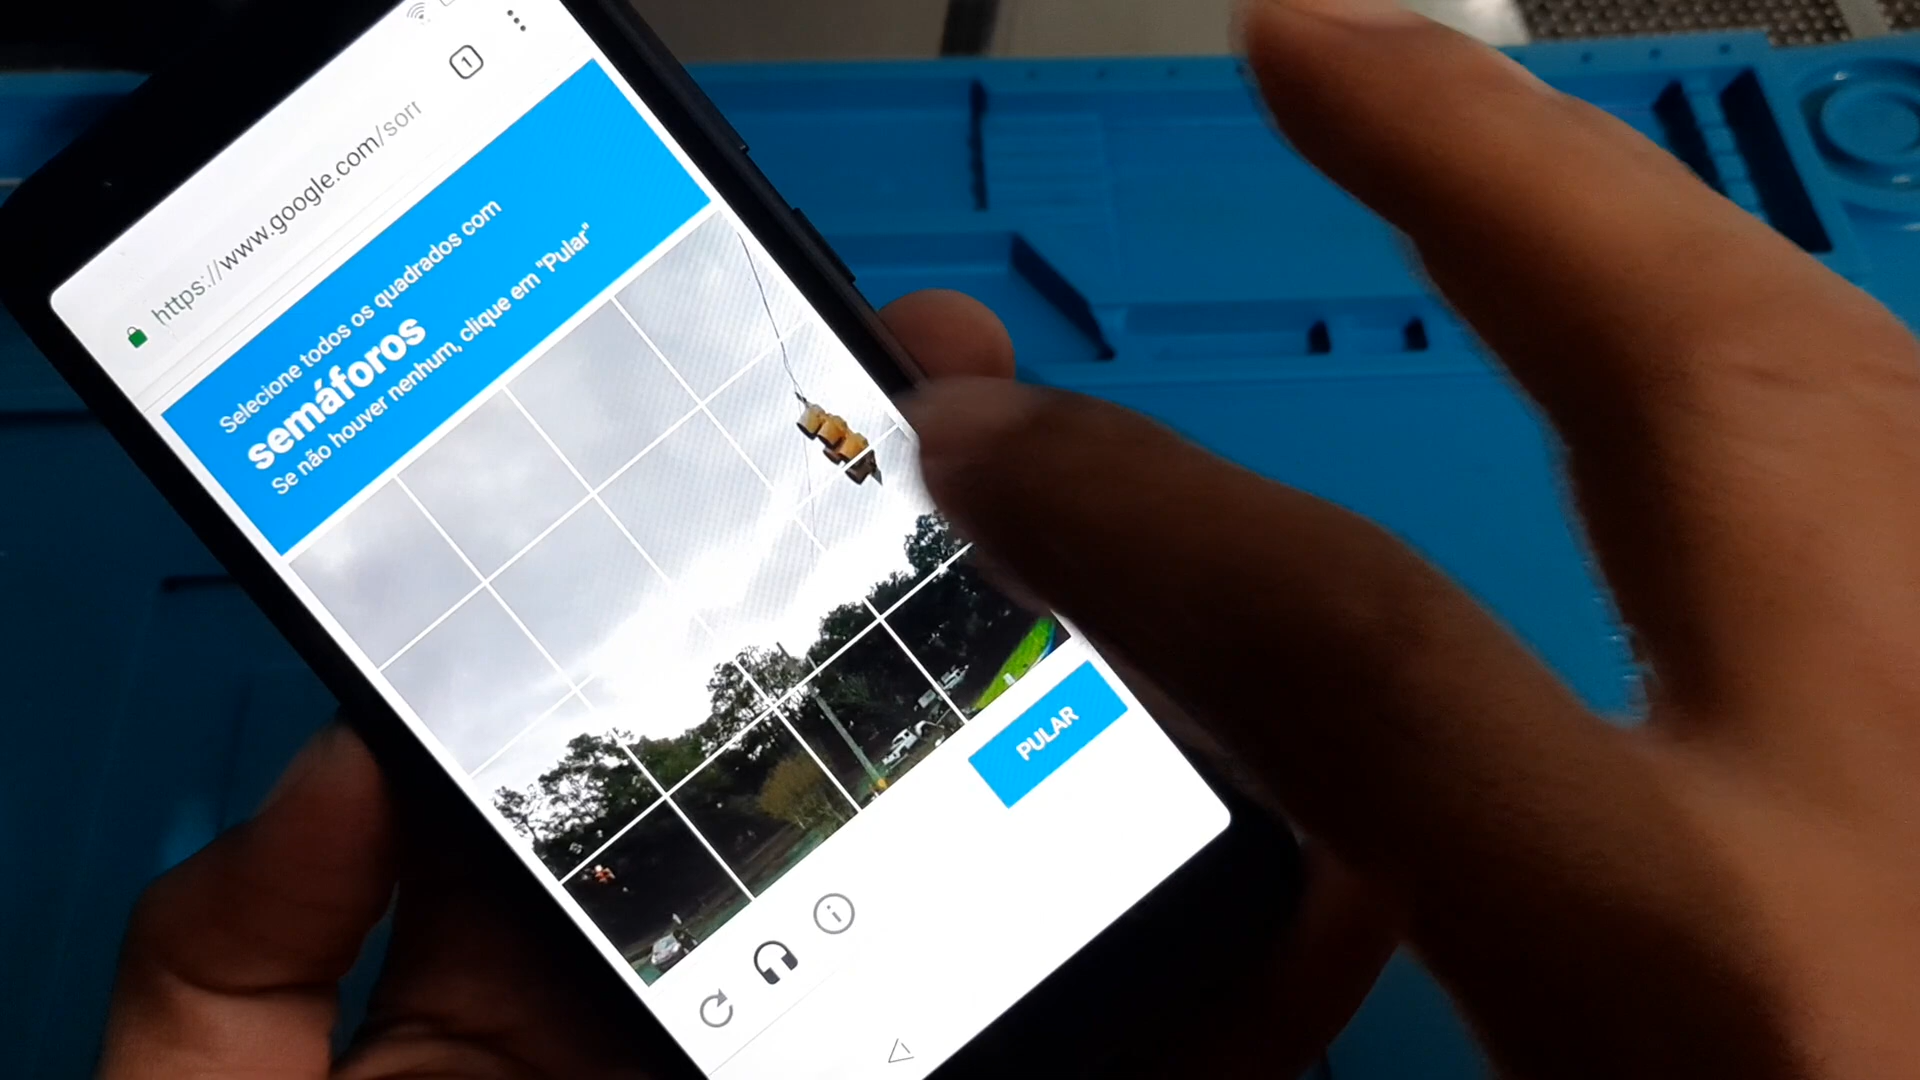 1
https://www.google.com/sorr
Selecione todos os quadrados com
semáforos
Se não houver nenhum, clique em "Pular"
PULAR